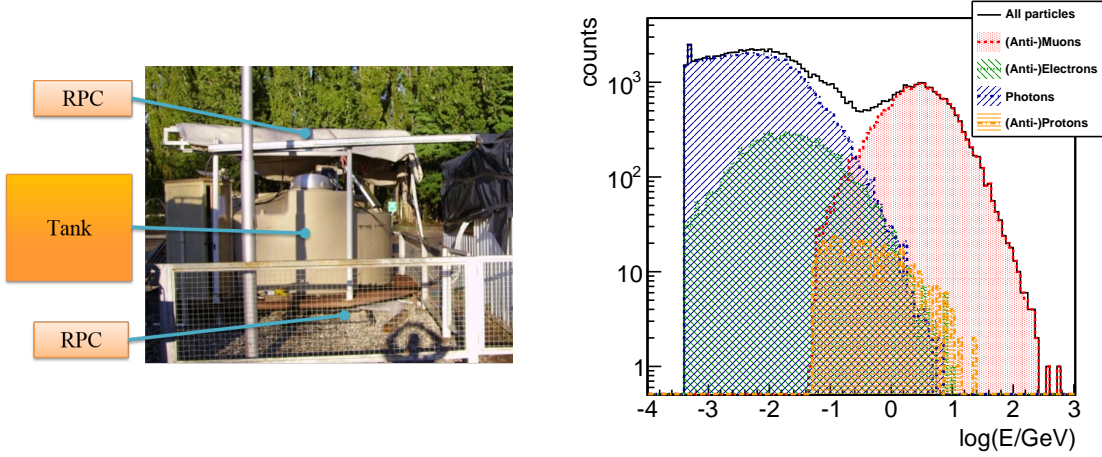 RPC
Tank
RPC
counts
10³
10²
10
1
-4 -3 -2 -1 0 1 2 3
log(E/GeV)
All particles
(Anti-)Muons
(Anti-)Electrons
Photons
(Anti-)Protons